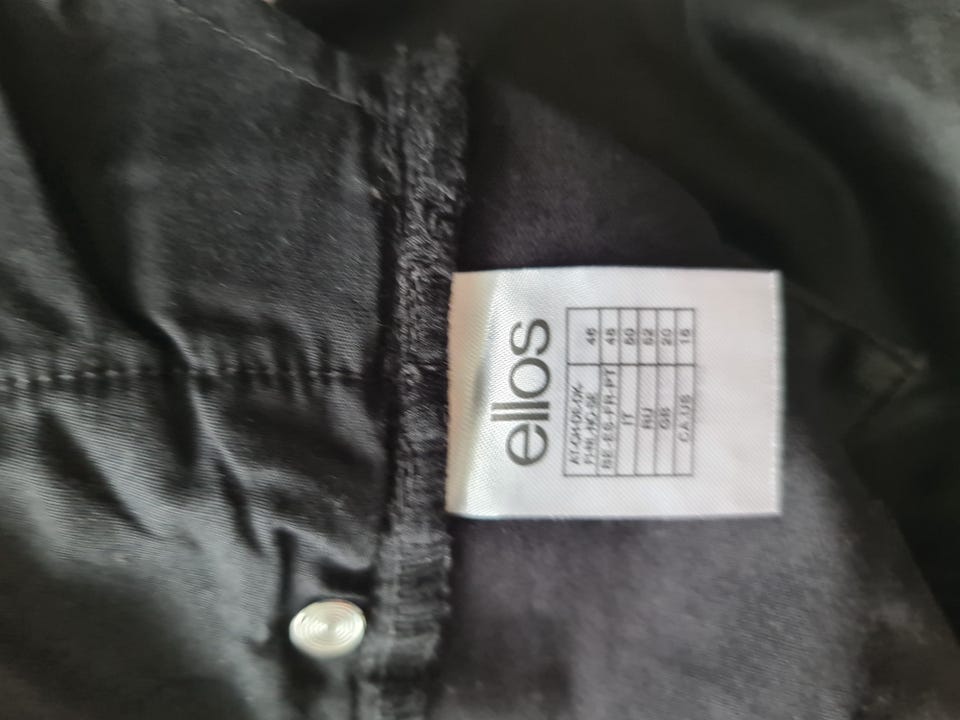 ellos
AT-CH-DE-DK-
FI-NL-NO-SE 46
BE-ES-FR-PT 48
IT 50
RU 52
GB 20
CA,US 16